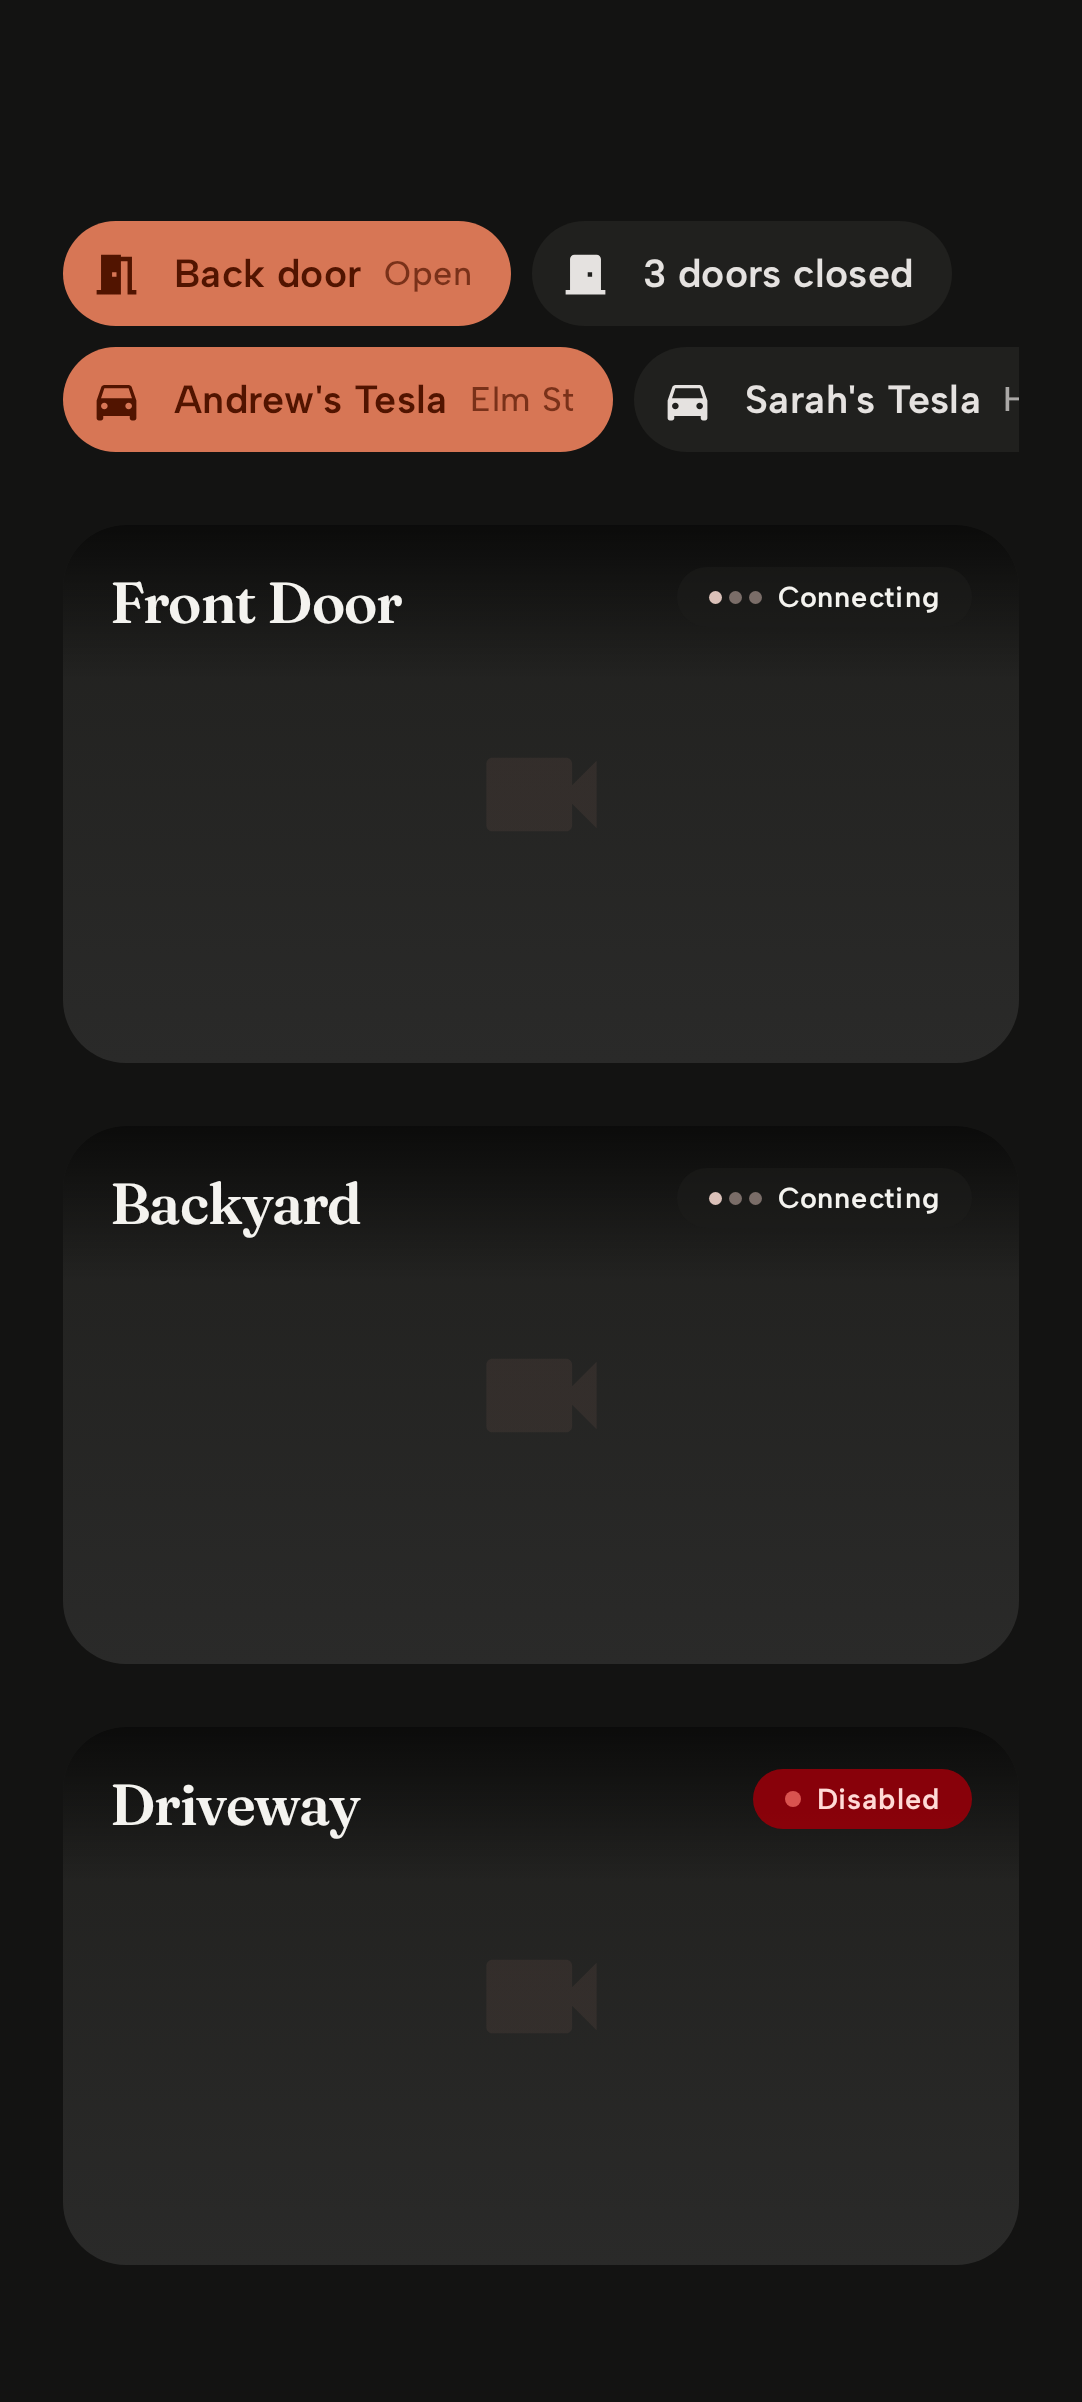 Back door Open
3 doors closed
Andrew's Tesla Elm St
Sarah's Tesla
Front Door
Connecting
Backyard
Connecting
Driveway
Disabled